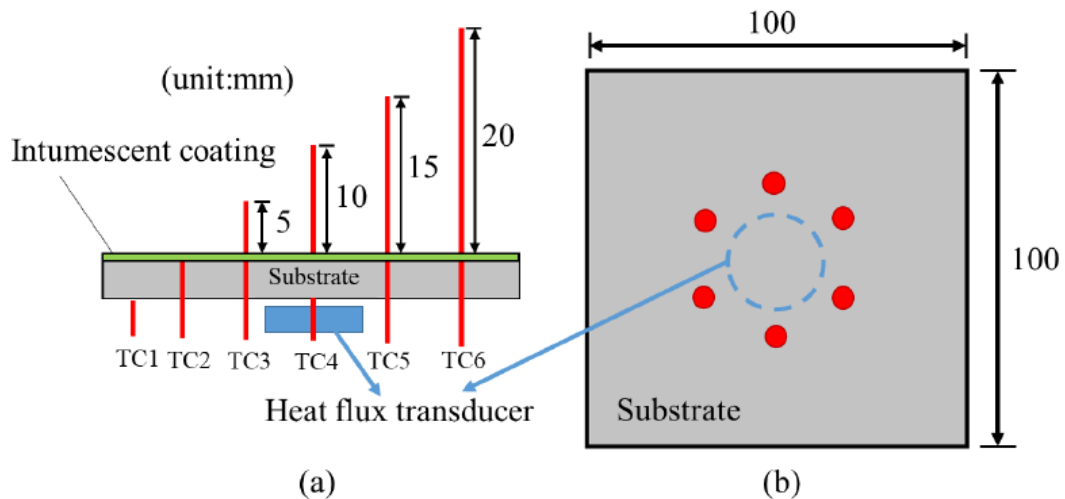 100
(unit:mm)
20
Intumescent coating
15
10
5
Substrate
100
TC1
TC2
TC3
TC4
TC5
TC6
Heat flux transducer
Substrate
(a)
(b)